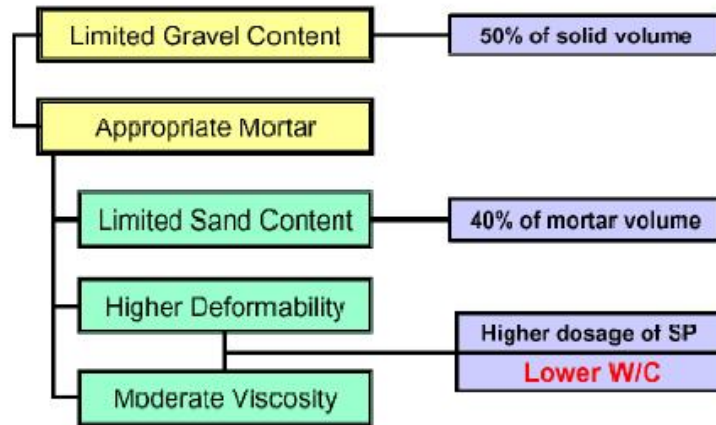 Limited Gravel Content
50% of solid volume
Appropriate Mortar
Limited Sand Content
40% of mortar volume
Higher Deformability
Higher dosage of SP
Lower W/C
Moderate Viscosity